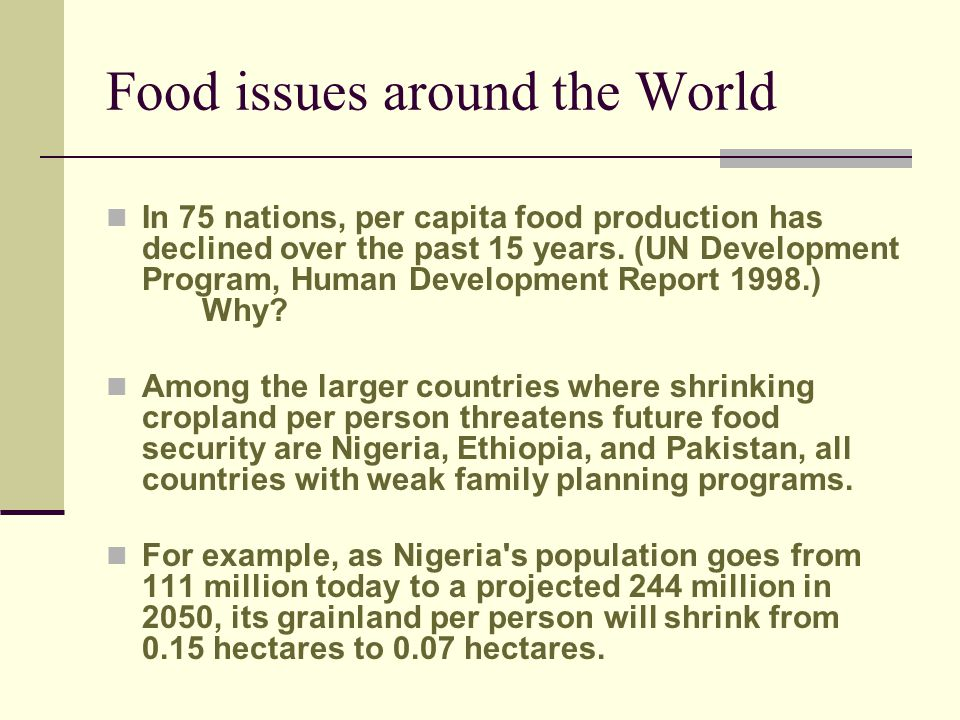 Food issues around the World
In 75 nations, per capita food production has
declined over the past 15 years. (UN Development
Program, Human Development Report 1998.)
Why?
Among the larger countries where shrinking
cropland per person threatens future food
security are Nigeria, Ethiopia, and Pakistan, all
countries with weak family planning programs.
For example, as Nigeria's population goes from
111 million today to a projected 244 million in
2050, its grainland per person will shrink from
0.15 hectares to 0.07 hectares.